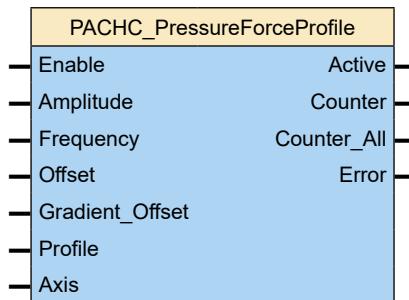 PACHC_PressureForceProfile
Enable Active
Amplitude Counter
Frequency Counter_All
Offset Error
Gradient_Offset
Profile
Axis